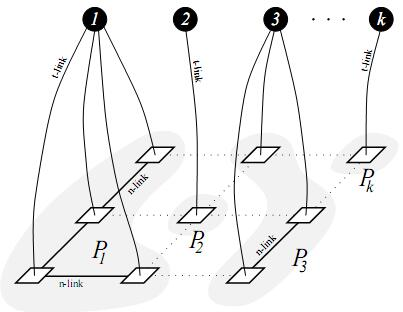 1 2 3 . . . k
t-link t-link t-link
n-link
P1 P2 P3 Pk
n-link
n-link